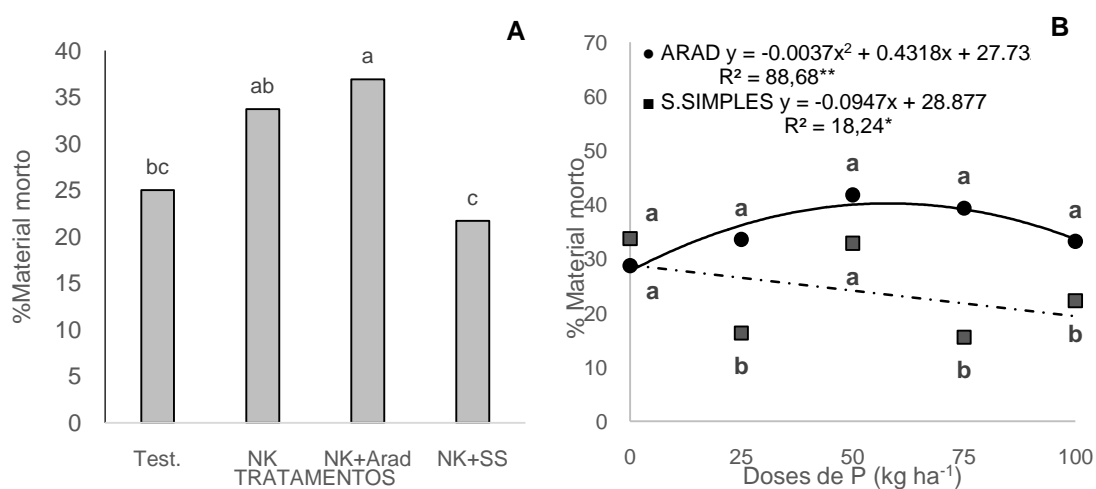 A
%Material morto
40
35
30
25
20
15
10
5
0
bc
ab
a
c
Test.
NK
NK+Arad
NK+SS
TRATAMENTOS
B
% Material morto
70
60
50
40
30
20
10
0
ARAD y = -0.0037x² + 0.4318x + 27.73
R² = 88,68**
S.SIMPLES y = -0.0947x + 28.877
R² = 18,24*
a
a
a
a
a
a
b
a
b
b
0
25
50
75
100
Doses de P (kg ha⁻¹)